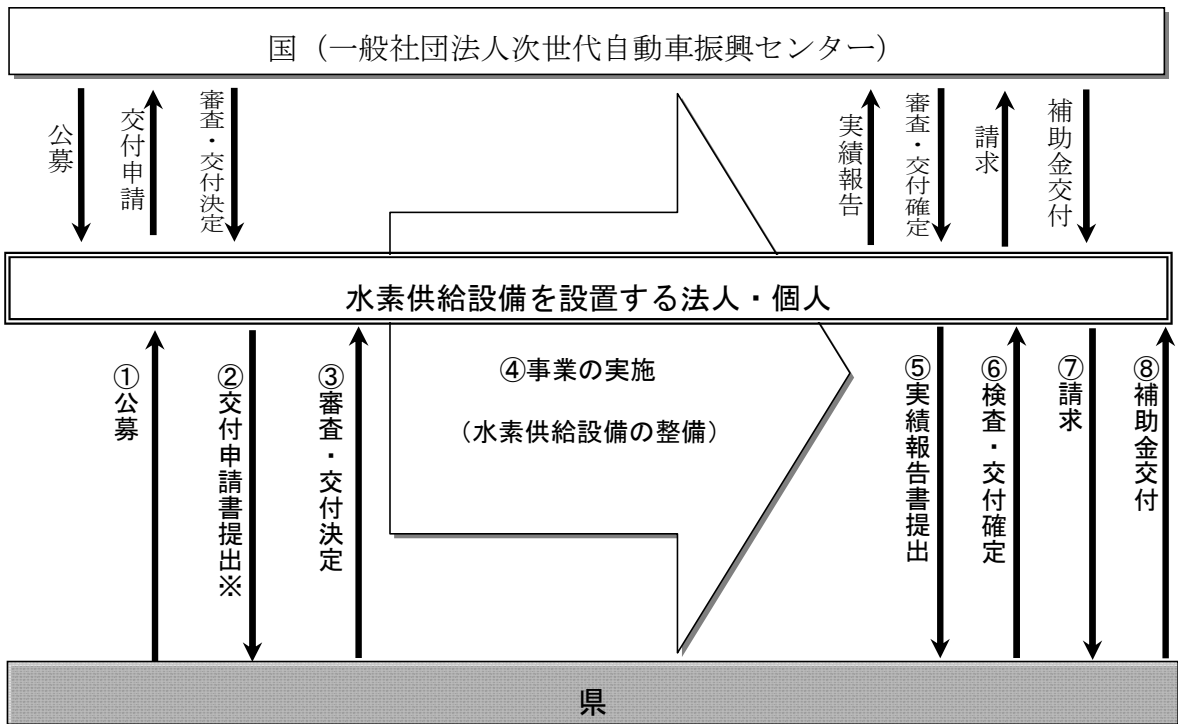 国（一般社団法人次世代自動車振興センター）
公募
交付申請
審査・交付決定
実績報告
審査・交付確定
請求
補助金交付
水素供給設備を設置する法人・個人
①公募
②交付申請書提出※
③審査・交付決定
④事業の実施
（水素供給設備の整備）
⑤実績報告書提出
⑥検査・交付確定
⑦請求
⑧補助金交付
県